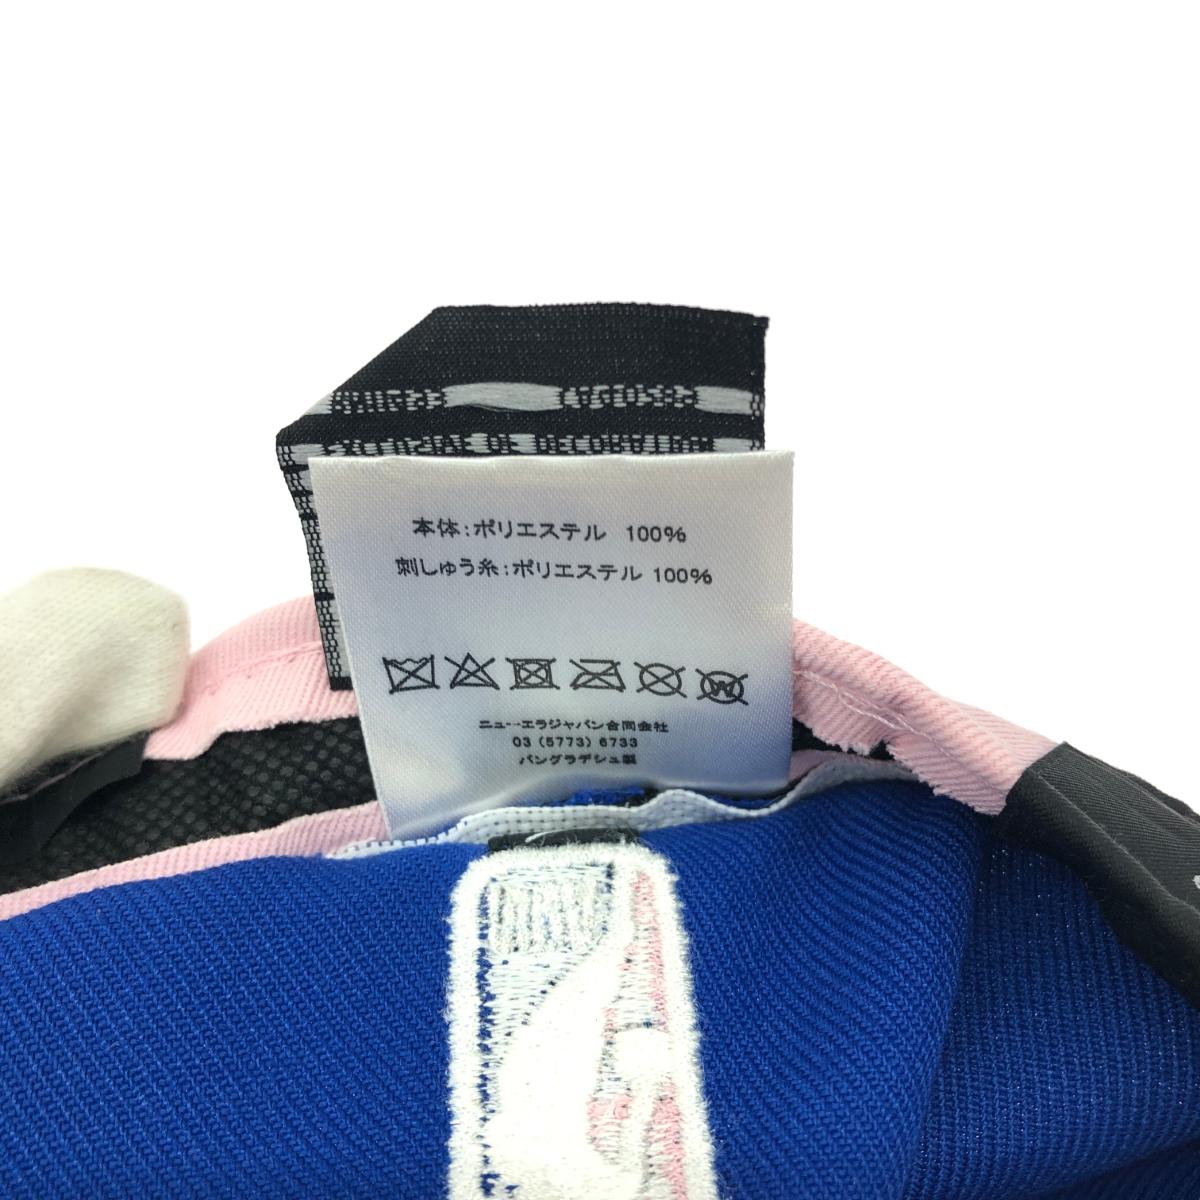 本体:ポリエステル 100%
刺しゅう糸:ポリエステル 100%
W
ニューエラジャパン合同会社
03 (5773) 6733
バングラデシュ製